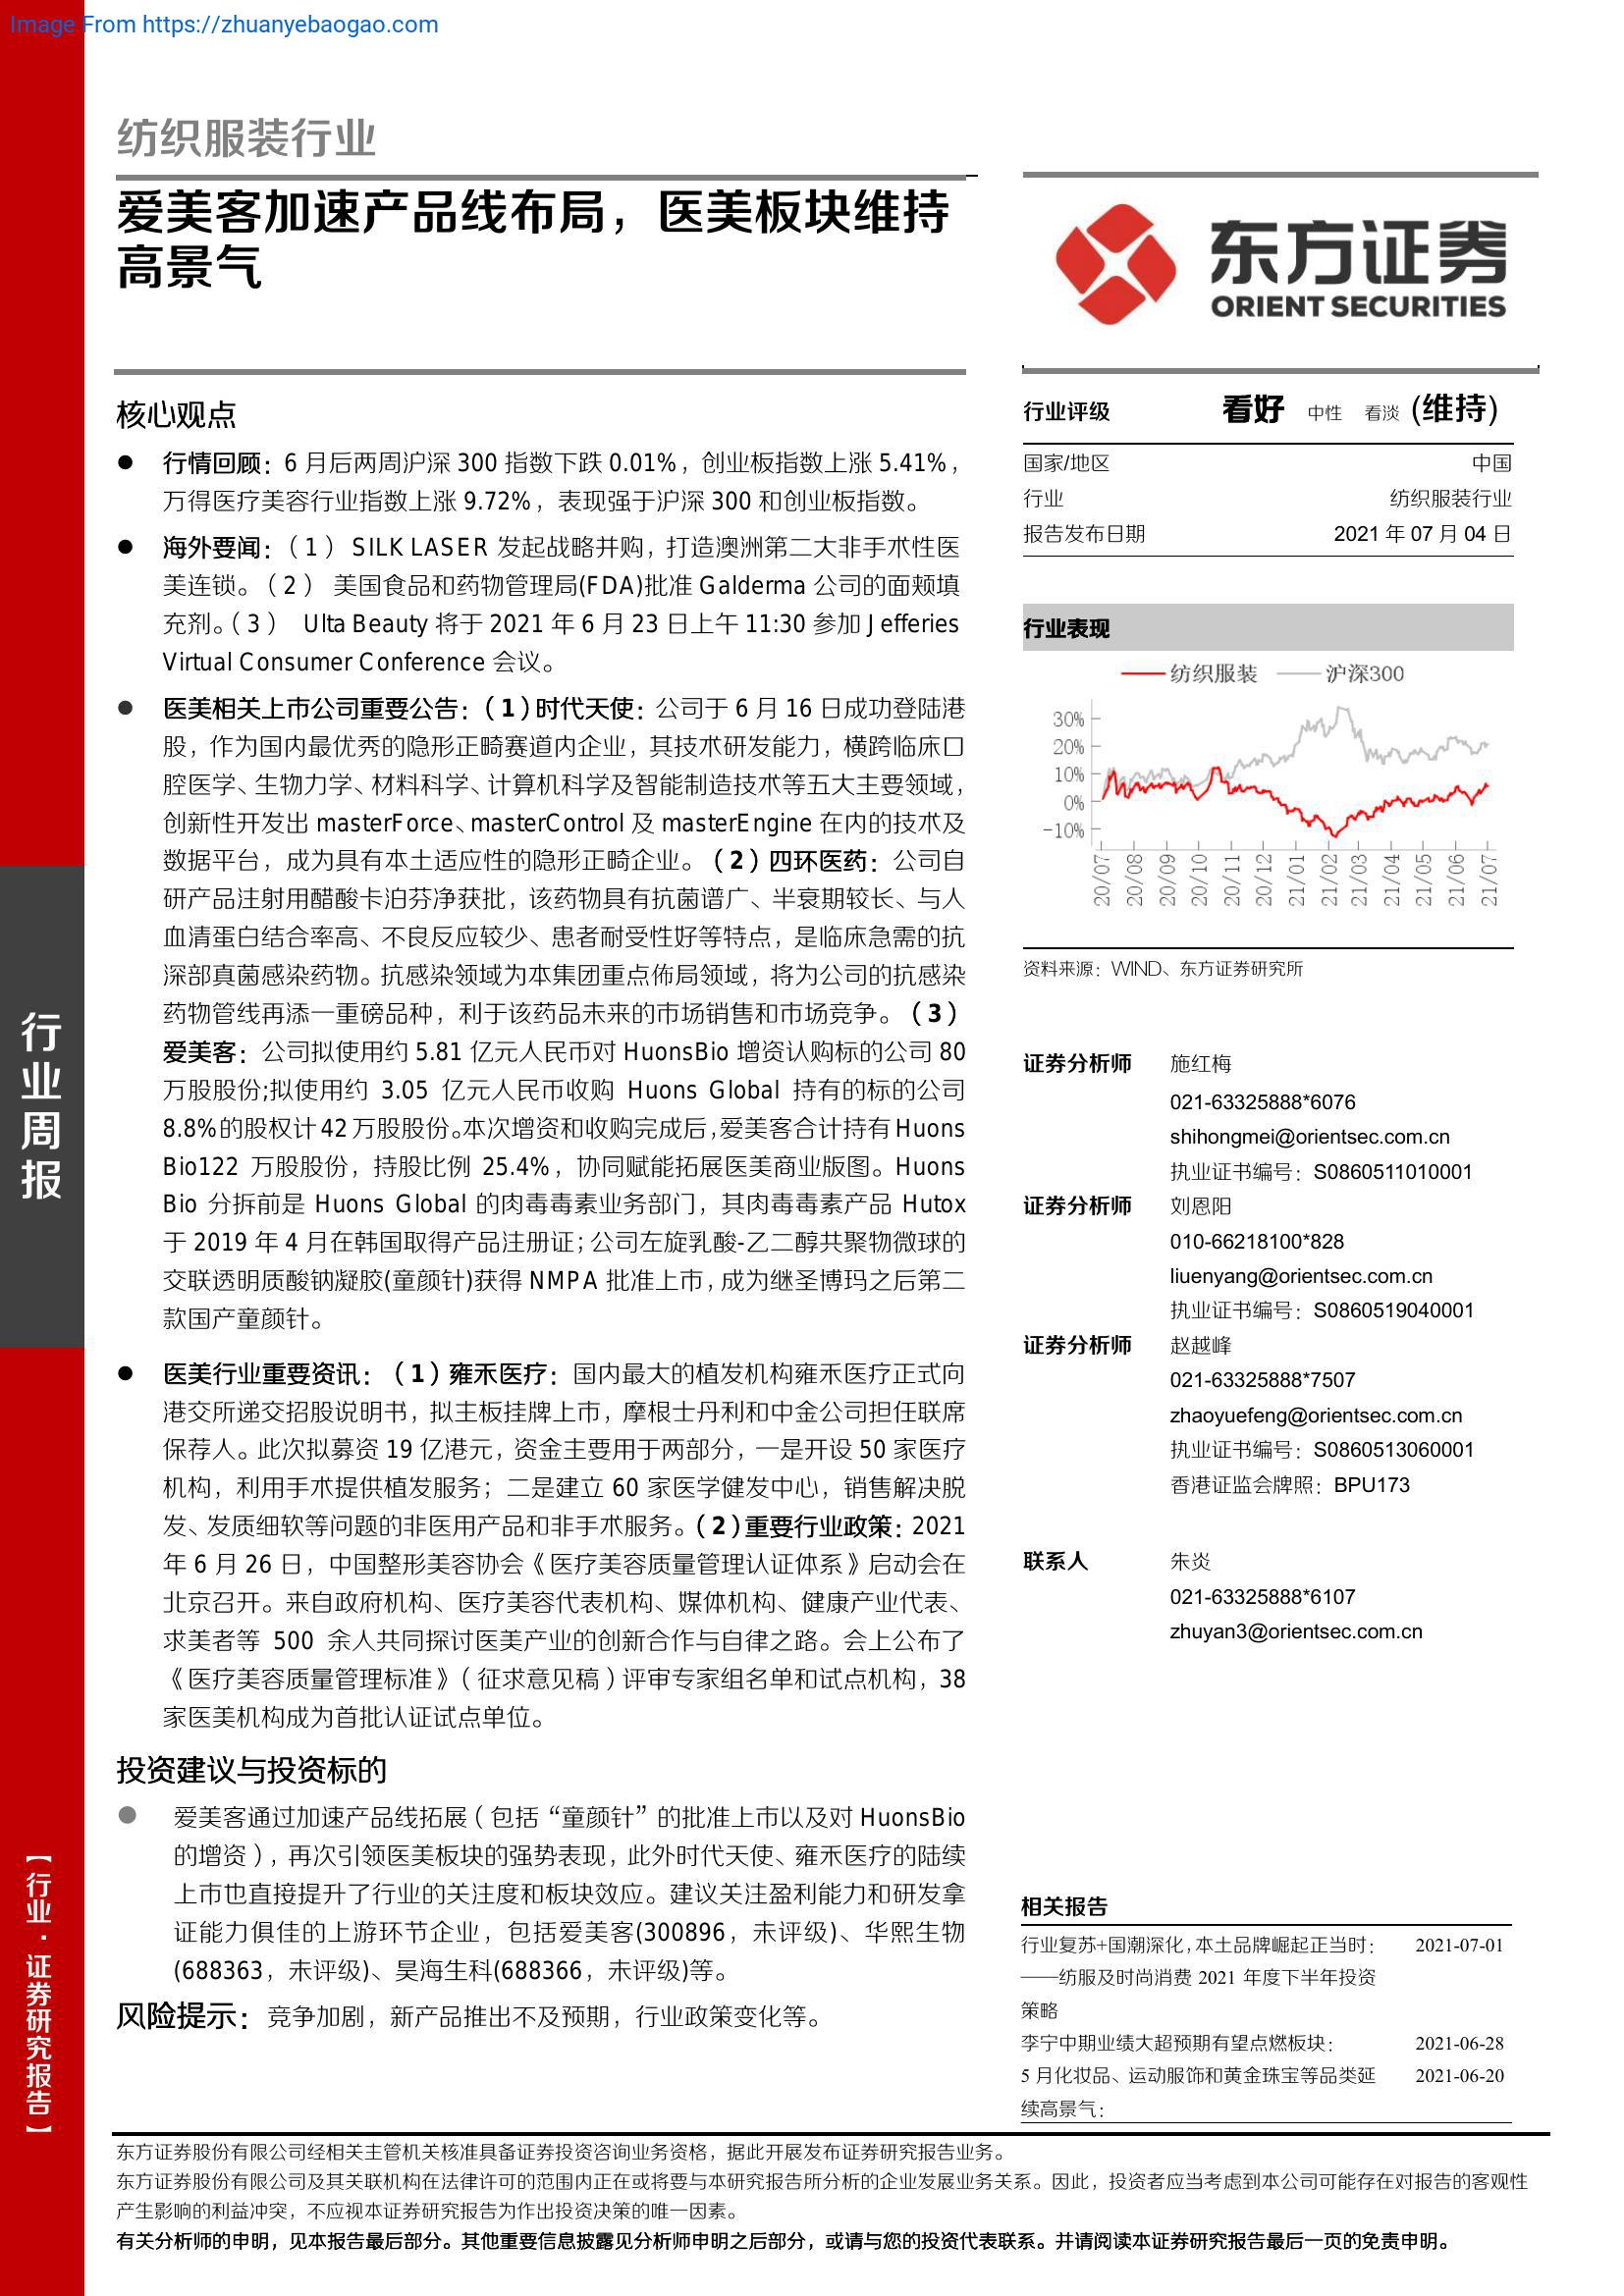 Image From https://zhuanyebaogao.com
纺织服装行业
爱美客加速产品线布局，医美板块维持
高景气
东方证券
ORIENT SECURITIES
核心观点
● 行情回顾：6 月后两周沪深 300 指数下跌 0.01%，创业板指数上涨 5.41%，
万得医疗美容行业指数上涨 9.72%，表现强于沪深 300 和创业板指数。
● 海外要闻：（1） SILK LASER 发起战略并购，打造澳洲第二大非手术性医
美连锁。（2） 美国食品和药物管理局(FDA)批准 Galderma 公司的面颊填
充剂。（3） Ulta Beauty 将于 2021 年 6 月 23 日上午 11:30 参加 Jefferies
Virtual Consumer Conference 会议。
● 医美相关上市公司重要公告：（1）时代天使：公司于 6 月 16 日成功登陆港
股，作为国内最优秀的隐形正畸赛道内企业，其技术研发能力，横跨临床口
腔医学、生物力学、材料科学、计算机科学及智能制造技术等五大主要领域，
创新性开发出 masterForce、masterControl 及 masterEngine 在内的技术及
数据平台，成为具有本土适应性的隐形正畸企业。（2）四环医药：公司自
研产品注射用醋酸卡泊芬净获批，该药物具有抗菌谱广、半衰期较长、与人
血清蛋白结合率高、不良反应较少、患者耐受性好等特点，是临床急需的抗
深部真菌感染药物。抗感染领域为本集团重点佈局领域，将为公司的抗感染
药物管线再添一重磅品种，利于该药品未来的市场销售和市场竞争。（3）
爱美客：公司拟使用约 5.81 亿元人民币对 HuonsBio 增资认购标的公司 80
万股股份;拟使用约 3.05 亿元人民币收购 Huons Global 持有的标的公司
8.8%的股权计 42 万股股份。本次增资和收购完成后，爱美客合计持有 Huons
Bio122 万股股份，持股比例 25.4%，协同赋能拓展医美商业版图。Huons
Bio 分拆前是 Huons Global 的肉毒毒素业务部门，其肉毒毒素产品 Hutox
于 2019 年 4 月在韩国取得产品注册证；公司左旋乳酸-乙二醇共聚物微球的
交联透明质酸钠凝胶(童颜针)获得 NMPA 批准上市，成为继圣博玛之后第二
款国产童颜针。
● 医美行业重要资讯：（1）雍禾医疗：国内最大的植发机构雍禾医疗正式向
港交所递交招股说明书，拟主板挂牌上市，摩根士丹利和中金公司担任联席
保荐人。此次拟募资 19 亿港元，资金主要用于两部分，一是开设 50 家医疗
机构，利用手术提供植发服务；二是建立 60 家医学健发中心，销售解决脱
发、发质细软等问题的非医用产品和非手术服务。（2）重要行业政策：2021
年 6 月 26 日，中国整形美容协会《医疗美容质量管理认证体系》启动会在
北京召开。来自政府机构、医疗美容代表机构、媒体机构、健康产业代表、
求美者等 500 余人共同探讨医美产业的创新合作与自律之路。会上公布了
《医疗美容质量管理标准》（征求意见稿）评审专家组名单和试点机构，38
家医美机构成为首批认证试点单位。
投资建议与投资标的
● 爱美客通过加速产品线拓展（包括“童颜针”的批准上市以及对 HuonsBio
的增资），再次引领医美板块的强势表现，此外时代天使、雍禾医疗的陆续
上市也直接提升了行业的关注度和板块效应。建议关注盈利能力和研发拿
证能力俱佳的上游环节企业，包括爱美客(300896，未评级)、华熙生物
(688363，未评级)、昊海生科(688366，未评级)等。
风险提示：竞争加剧，新产品推出不及预期，行业政策变化等。
行业评级 看好 中性 看淡 (维持)
国家/地区 中国
行业 纺织服装行业
报告发布日期 2021 年 07 月 04 日
行业表现
纺织服装 沪深300
30%
20%
10%
0%
-10%
20/07 20/08 20/09 20/10 20/11 20/12 21/01 21/02 21/03 21/04 21/05 21/06 21/07
资料来源：WIND、东方证券研究所
证券分析师 施红梅
021-63325888*6076
shihongmei@orientsec.com.cn
执业证书编号：S0860511010001
证券分析师 刘恩阳
010-66218100*828
liuenyang@orientsec.com.cn
执业证书编号：S0860519040001
证券分析师 赵越峰
021-63325888*7507
zhaoyuefeng@orientsec.com.cn
执业证书编号：S0860513060001
香港证监会牌照：BPU173
联系人 朱炎
021-63325888*6107
zhuyan3@orientsec.com.cn
相关报告
行业复苏+国潮深化，本土品牌崛起正当时： 2021-07-01
——纺服及时尚消费 2021 年度下半年投资
策略
李宁中期业绩大超预期有望点燃板块： 2021-06-28
5 月化妆品、运动服饰和黄金珠宝等品类延 2021-06-20
续高景气：
行业周报
【行业·证券研究报告】
东方证券股份有限公司经相关主管机关核准具备证券投资咨询业务资格，据此开展发布证券研究报告业务。
东方证券股份有限公司及其关联机构在法律许可的范围内正在或将要与本研究报告所分析的企业发展业务关系。因此，投资者应当考虑到本公司可能存在对报告的客观性
产生影响的利益冲突，不应视本证券研究报告为作出投资决策的唯一因素。
有关分析师的申明，见本报告最后部分。其他重要信息披露见分析师申明之后部分，或请与您的投资代表联系。并请阅读本证券研究报告最后一页的免责申明。